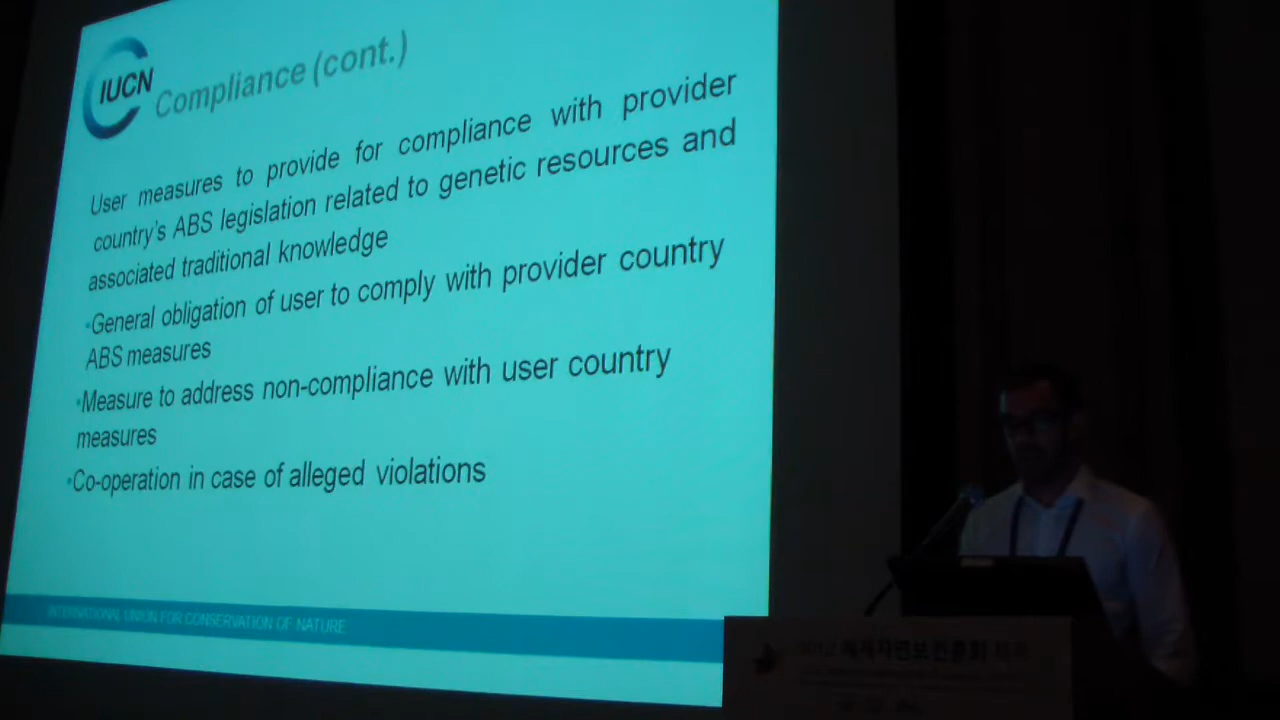 IUCN
Compliance (cont.)
User measures to provide for compliance with provider
country's ABS legislation related to genetic resources and
associated traditional knowledge
•General obligation of user to comply with provider country
ABS measures
•Measure to address non-compliance with user country
measures
•Co-operation in case of alleged violations
INTERNATIONAL UNION FOR CONSERVATION OF NATURE
2012